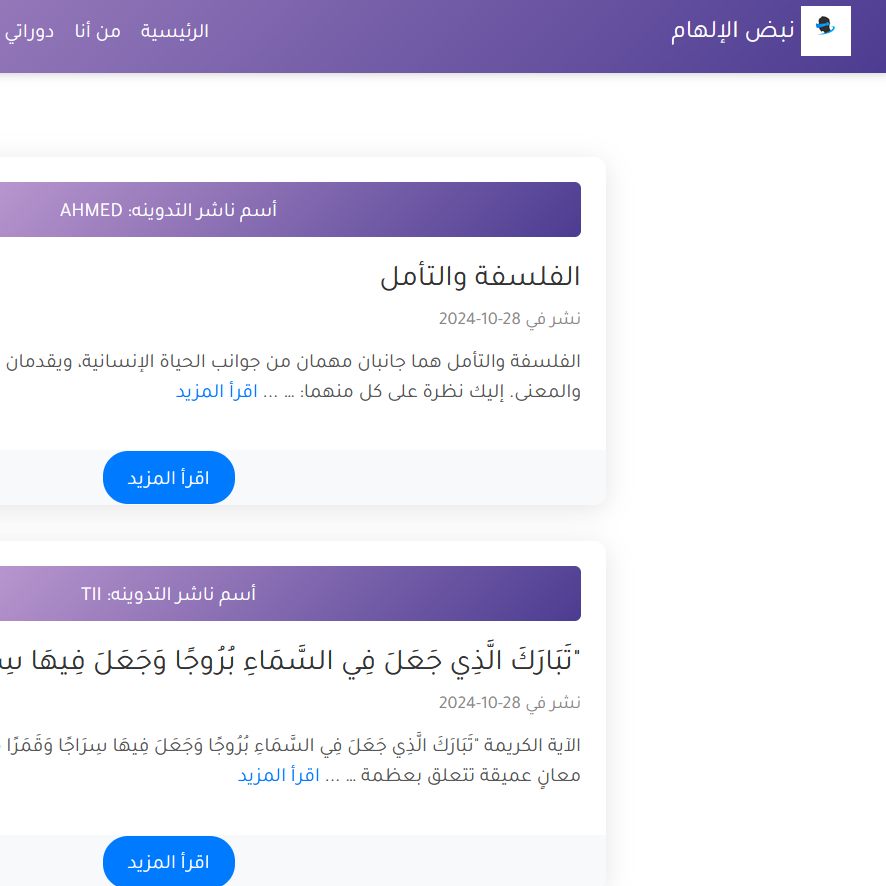 نبض الإلهام
الرئيسية من أنا دوراتي
أسم ناشر التدوينه: AHMED
الفلسفة والتأمل
نشر في 28-10-2024
الفلسفة والتأمل هما جانبان مهمان من جوانب الحياة الإنسانية، ويقدمان
والمعنى. إليك نظرة على كل منهما: ... ... اقرأ المزيد
اقرأ المزيد
أسم ناشر التدوينه: TII
"تَبَارَكَ الَّذِي جَعَلَ فِي السَّمَاءِ بُرُوجًا وَجَعَلَ فِيهَا
نشر في 28-10-2024
الآية الكريمة "تَبَارَكَ الَّذِي جَعَلَ فِي السَّمَاءِ بُرُوجًا وَجَعَلَ فِيهَا سِرَاجًا وَقَمَرًا
معانٍ عميقة تتعلق بعظمة ... ... اقرأ المزيد
اقرأ المزيد